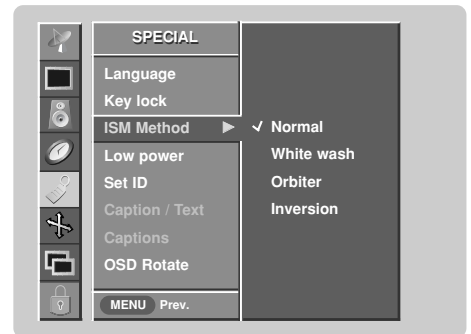 SPECIAL
Language
Key lock
ISM Method
Low power
Set ID
Caption / Text
Captions
OSD Rotate
MENU Prev.
Normal
White wash
Orbiter
Inversion